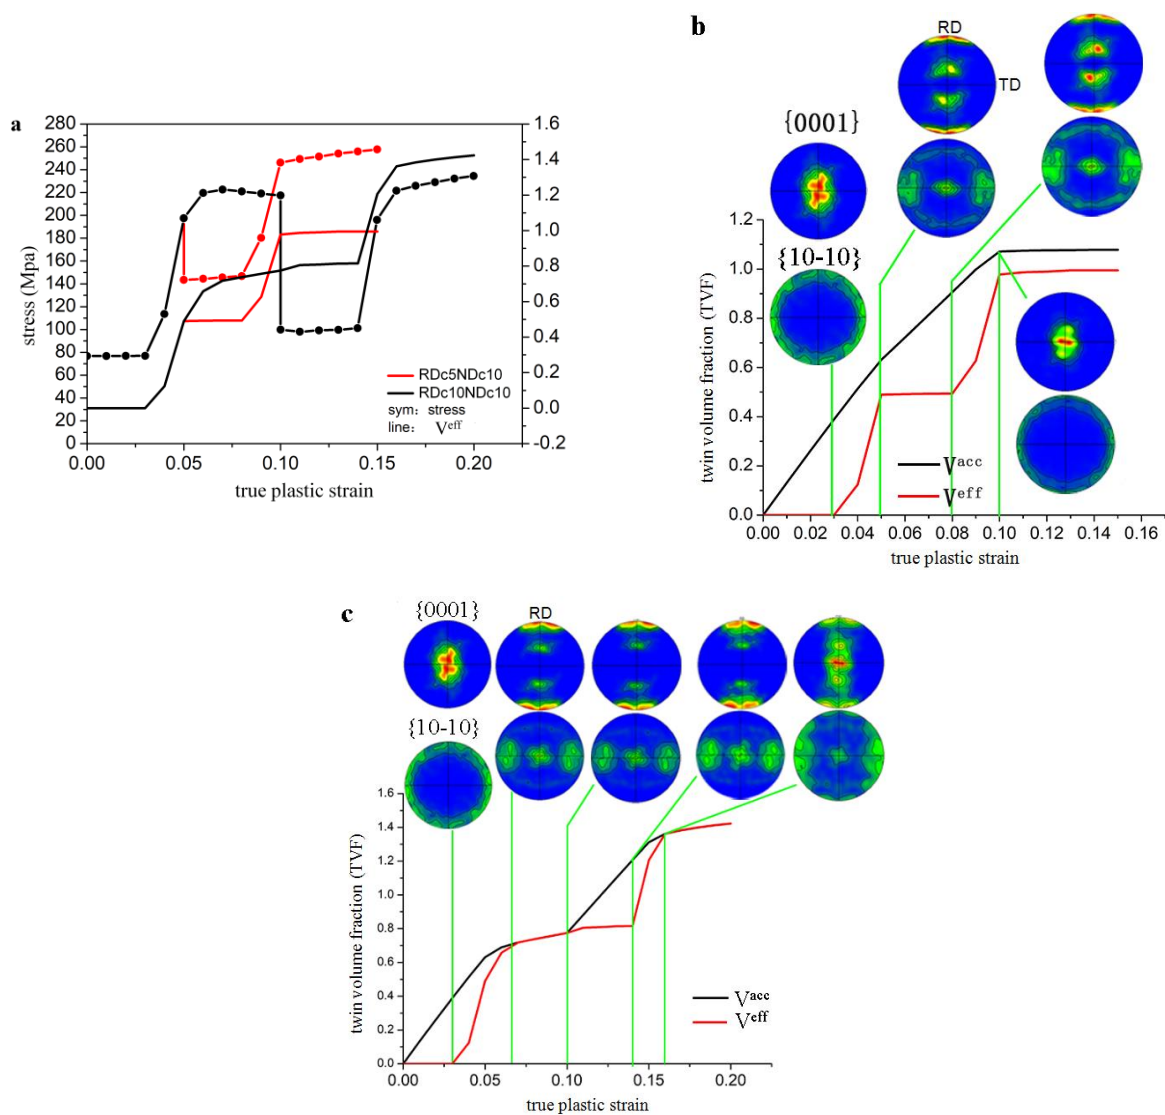 a
280
260
240
220
200
180
160
140
120
100
80
60
40
20
0
stress (Mpa)
1.6
1.4
1.2
1.0
0.8
0.6
0.4
0.2
0.0
-0.2
RDc5NDc10
RDc10NDc10
sym: stress
line: Veff
0.00 0.05 0.10 0.15 0.20
true plastic strain
b
RD
TD
{0001}
{10-10}
1.2
1.0
0.8
0.6
0.4
0.2
0.0
twin volume fraction (TVF)
Vacc
Veff
0.00 0.02 0.04 0.06 0.08 0.10 0.12 0.14 0.16
true plastic strain
c
{0001}
RD
{10-10}
1.6
1.4
1.2
1.0
0.8
0.6
0.4
0.2
0.0
twin volume fraction (TVF)
Vacc
Veff
0.00 0.05 0.10 0.15 0.20
true plastic strain